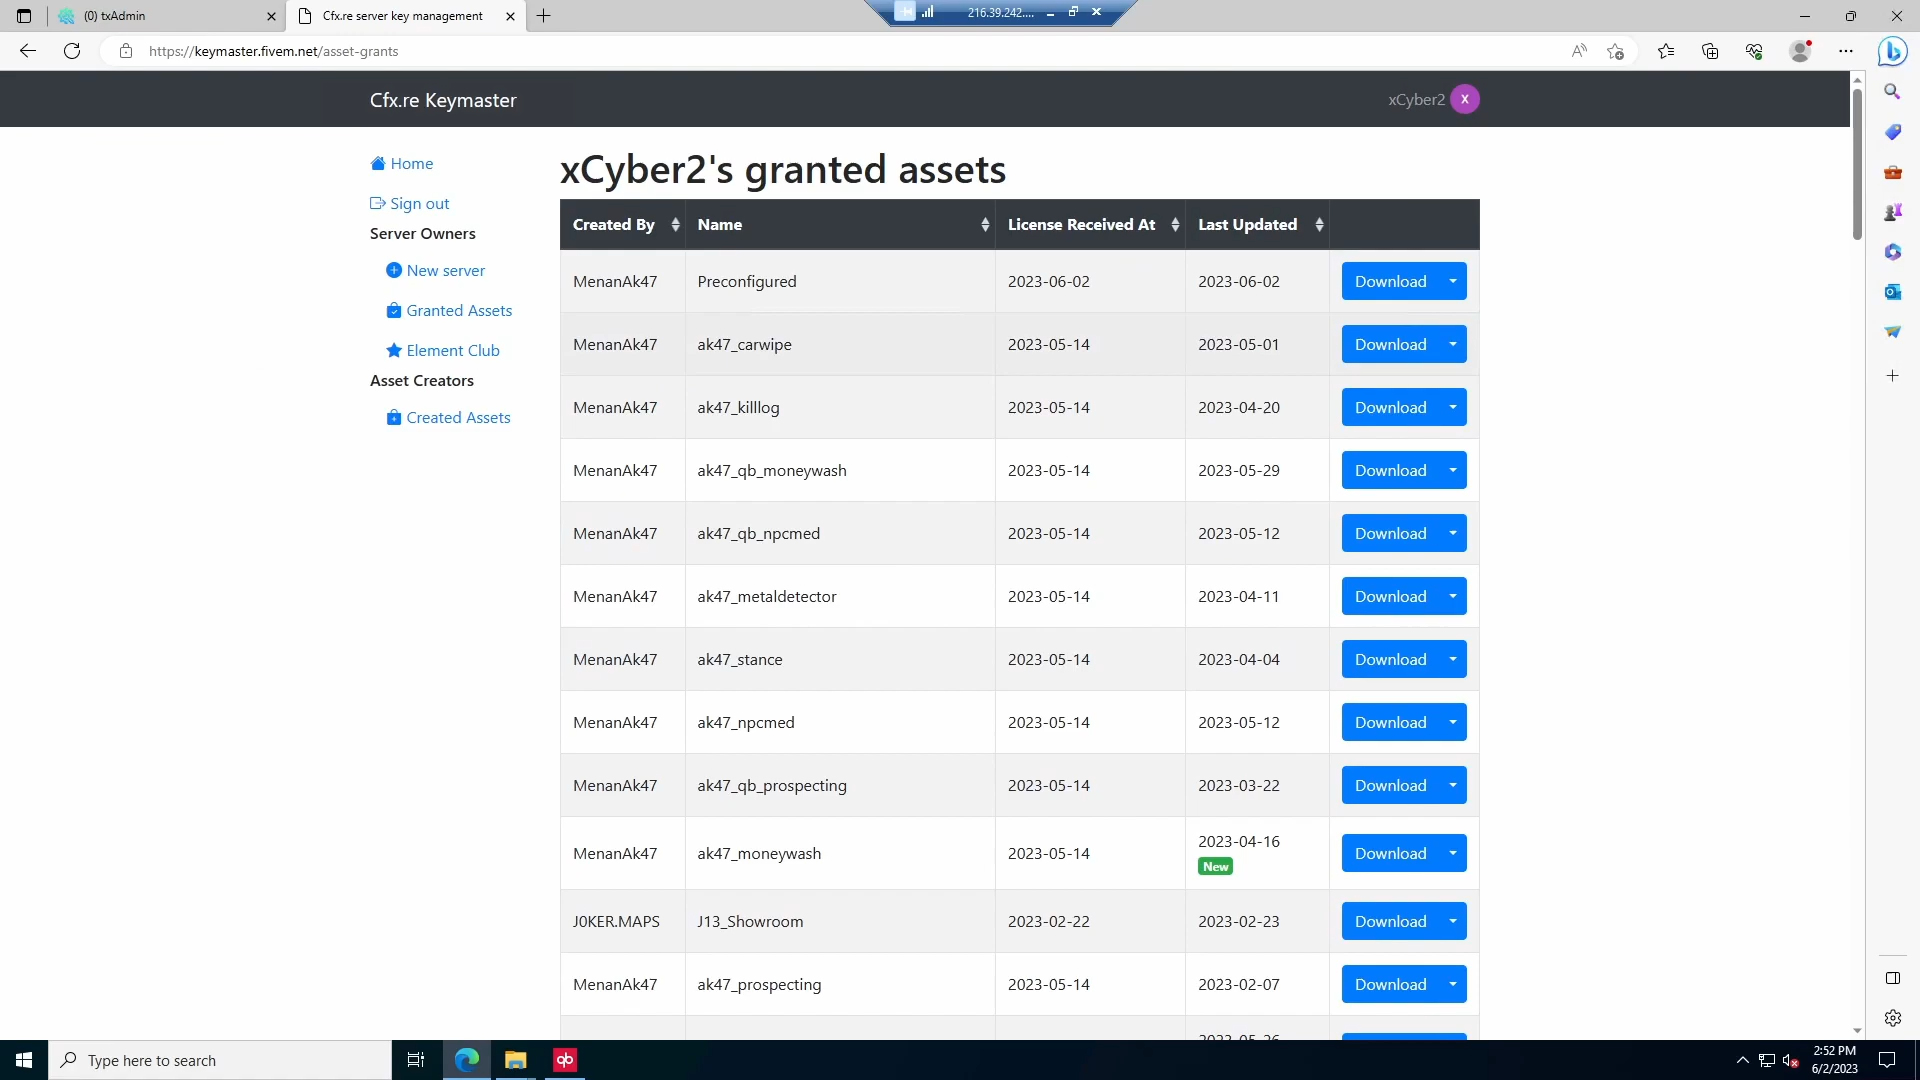 (0) txAdmin
Cfx.re server key management
216.39.242....
https://keymaster.fivem.net/asset-grants
Cfx.re Keymaster
xCyber2 X
Home
Sign out
Server Owners
New server
Granted Assets
Element Club
Asset Creators
Created Assets
xCyber2's granted assets
Created By Name License Received At Last Updated
MenanAk47 Preconfigured 2023-06-02 2023-06-02 Download
MenanAk47 ak47_carwipe 2023-05-14 2023-05-01 Download
MenanAk47 ak47_killlog 2023-05-14 2023-04-20 Download
MenanAk47 ak47_qb_moneywash 2023-05-14 2023-05-29 Download
MenanAk47 ak47_qb_npcmed 2023-05-14 2023-05-12 Download
MenanAk47 ak47_metaldetector 2023-05-14 2023-04-11 Download
MenanAk47 ak47_stance 2023-05-14 2023-04-04 Download
MenanAk47 ak47_npcmed 2023-05-14 2023-05-12 Download
MenanAk47 ak47_qb_prospecting 2023-05-14 2023-03-22 Download
MenanAk47 ak47_moneywash 2023-05-14 2023-04-16 Download
New
J0KER.MAPS J13_Showroom 2023-02-22 2023-02-23 Download
MenanAk47 ak47_prospecting 2023-05-14 2023-02-07 Download
Type here to search
qb
2:52 PM
6/2/2023